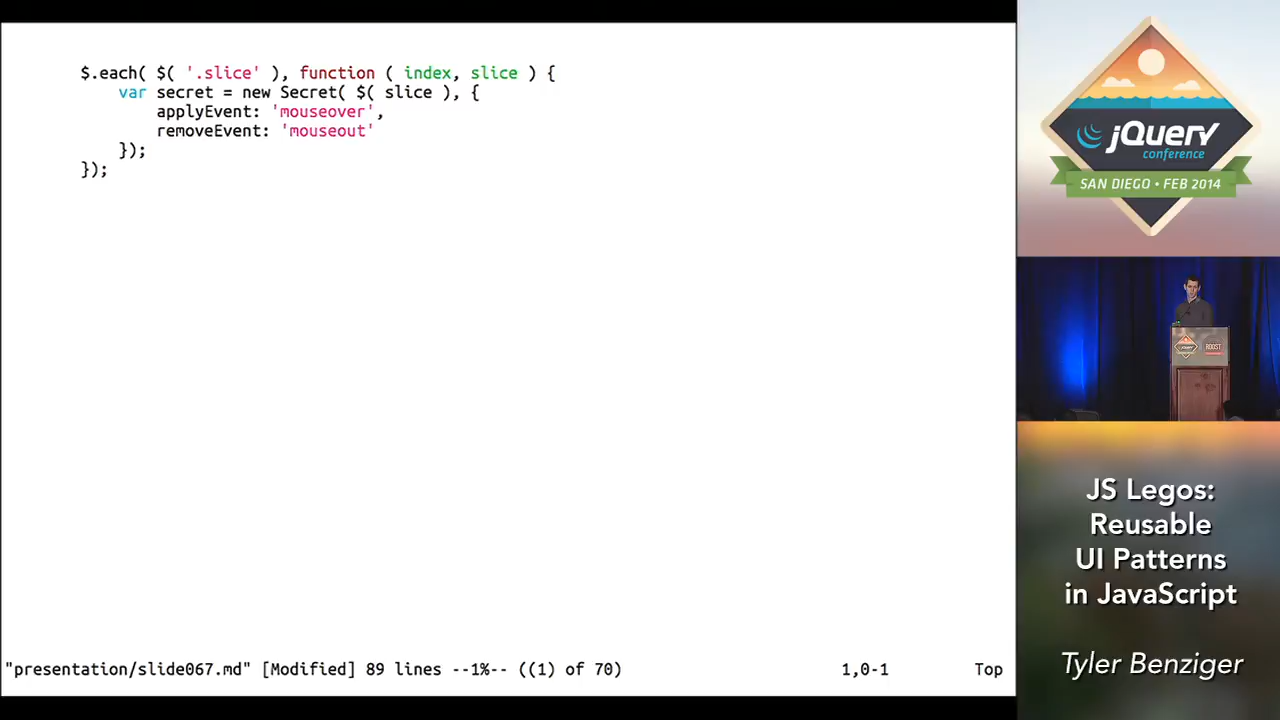 $.each( $( '.slice' ), function ( index, slice ) {
    var secret = new Secret( $( slice ), {
        applyEvent: 'mouseover',
        removeEvent: 'mouseout'
    });
});
"presentation/slide067.md" [Modified] 89 lines --1%-- ((1) of 70) 1,0-1 Top
jQuery
conference
SAN DIEGO • FEB 2014
JS Legos:
Reusable
UI Patterns
in JavaScript
Tyler Benziger